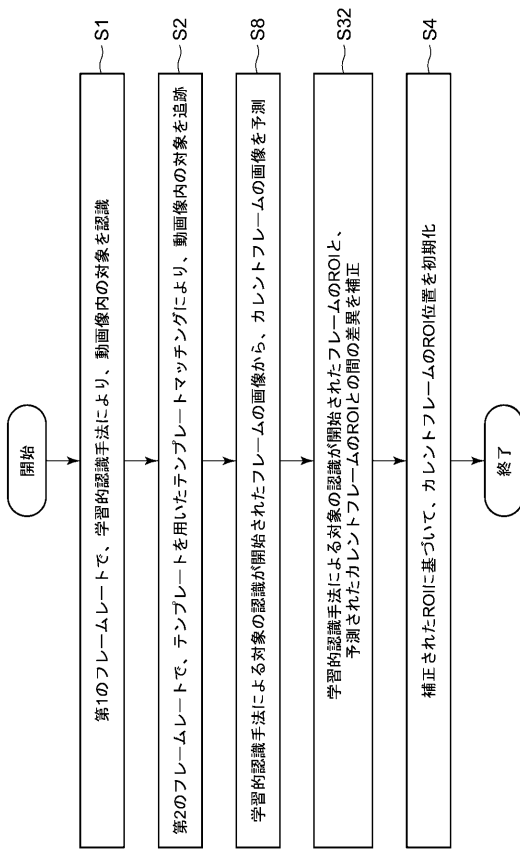 開始
第1のフレームレートで、学習的認識手法により、動画像内の対象を認識
S1
第2のフレームレートで、テンプレートを用いたテンプレートマッチングにより、動画像内の対象を追跡
S2
学習的認識手法による対象の認識が開始されたフレームの画像から、カレントフレームの画像を予測
S8
学習的認識手法による対象の認識が開始されたフレームのROIと、
予測されたカレントフレームのROIとの間の差異を補正
S32
補正されたROIに基づいて、カレントフレームのROI位置を初期化
S4
終了